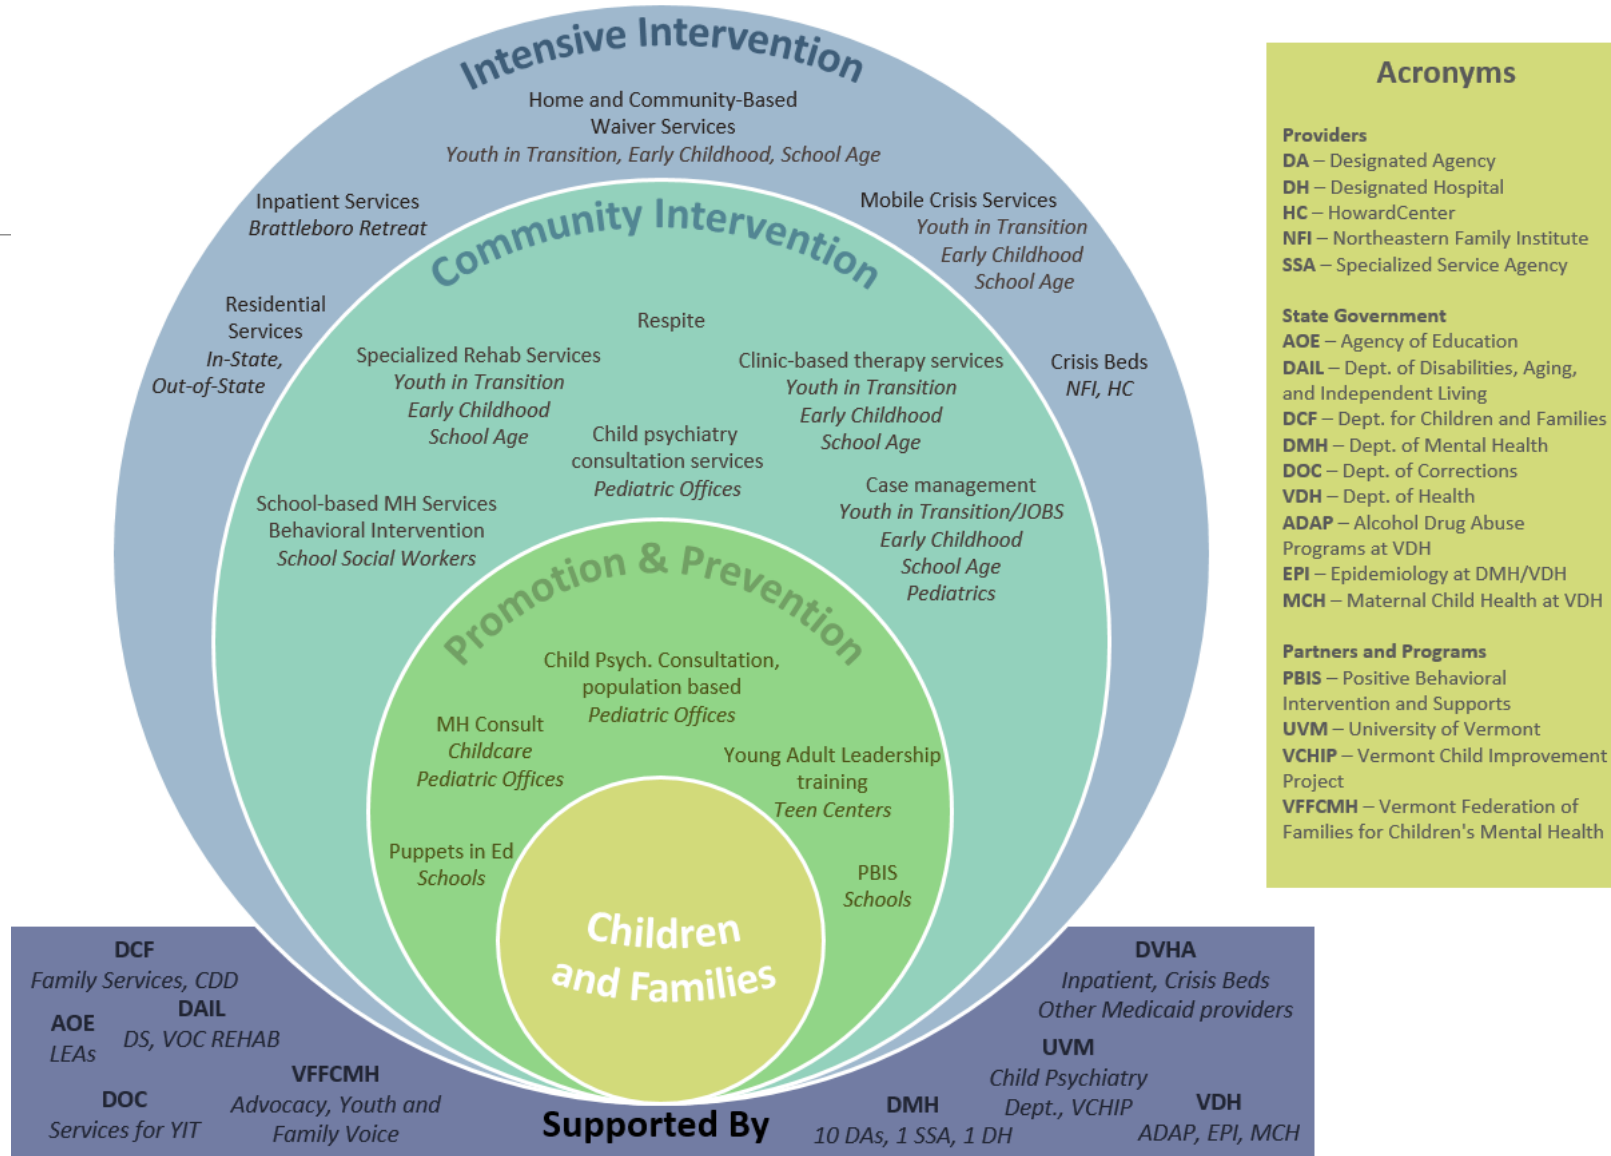 Intensive Intervention
Home and Community-Based
Waiver Services
Youth in Transition, Early Childhood, School Age
Inpatient Services
Brattleboro Retreat
Mobile Crisis Services
Youth in Transition
Early Childhood
School Age
Residential
Services
In-State,
Out-of-State
Crisis Beds
NFI, HC
Community Intervention
Respite
Specialized Rehab Services
Youth in Transition
Early Childhood
School Age
Clinic-based therapy services
Youth in Transition
Early Childhood
School Age
Child psychiatry
consultation services
Pediatric Offices
School-based MH Services
Behavioral Intervention
School Social Workers
Case management
Youth in Transition/JOBS
Early Childhood
School Age
Pediatrics
Promotion & Prevention
Child Psych. Consultation,
population based
Pediatric Offices
MH Consult
Childcare
Pediatric Offices
Young Adult Leadership
training
Teen Centers
Puppets in Ed
Schools
PBIS
Schools
Children
and Families
DCF
Family Services, CDD
DAIL
DS, VOC REHAB
AOE
LEAs
VFFCMH
Advocacy, Youth and
Family Voice
DOC
Services for YIT
Supported By
DVHA
Inpatient, Crisis Beds
Other Medicaid providers
UVM
Child Psychiatry
Dept., VCHIP
DMH
10 DAs, 1 SSA, 1 DH
VDH
ADAP, EPI, MCH
Acronyms
Providers
DA – Designated Agency
DH – Designated Hospital
HC – HowardCenter
NFI – Northeastern Family Institute
SSA – Specialized Service Agency
State Government
AOE – Agency of Education
DAIL – Dept. of Disabilities, Aging,
and Independent Living
DCF – Dept. for Children and Families
DMH – Dept. of Mental Health
DOC – Dept. of Corrections
VDH – Dept. of Health
ADAP – Alcohol Drug Abuse
Programs at VDH
EPI – Epidemiology at DMH/VDH
MCH – Maternal Child Health at VDH
Partners and Programs
PBIS – Positive Behavioral
Intervention and Supports
UVM – University of Vermont
VCHIP – Vermont Child Improvement
Project
VFFCMH – Vermont Federation of
Families for Children's Mental Health